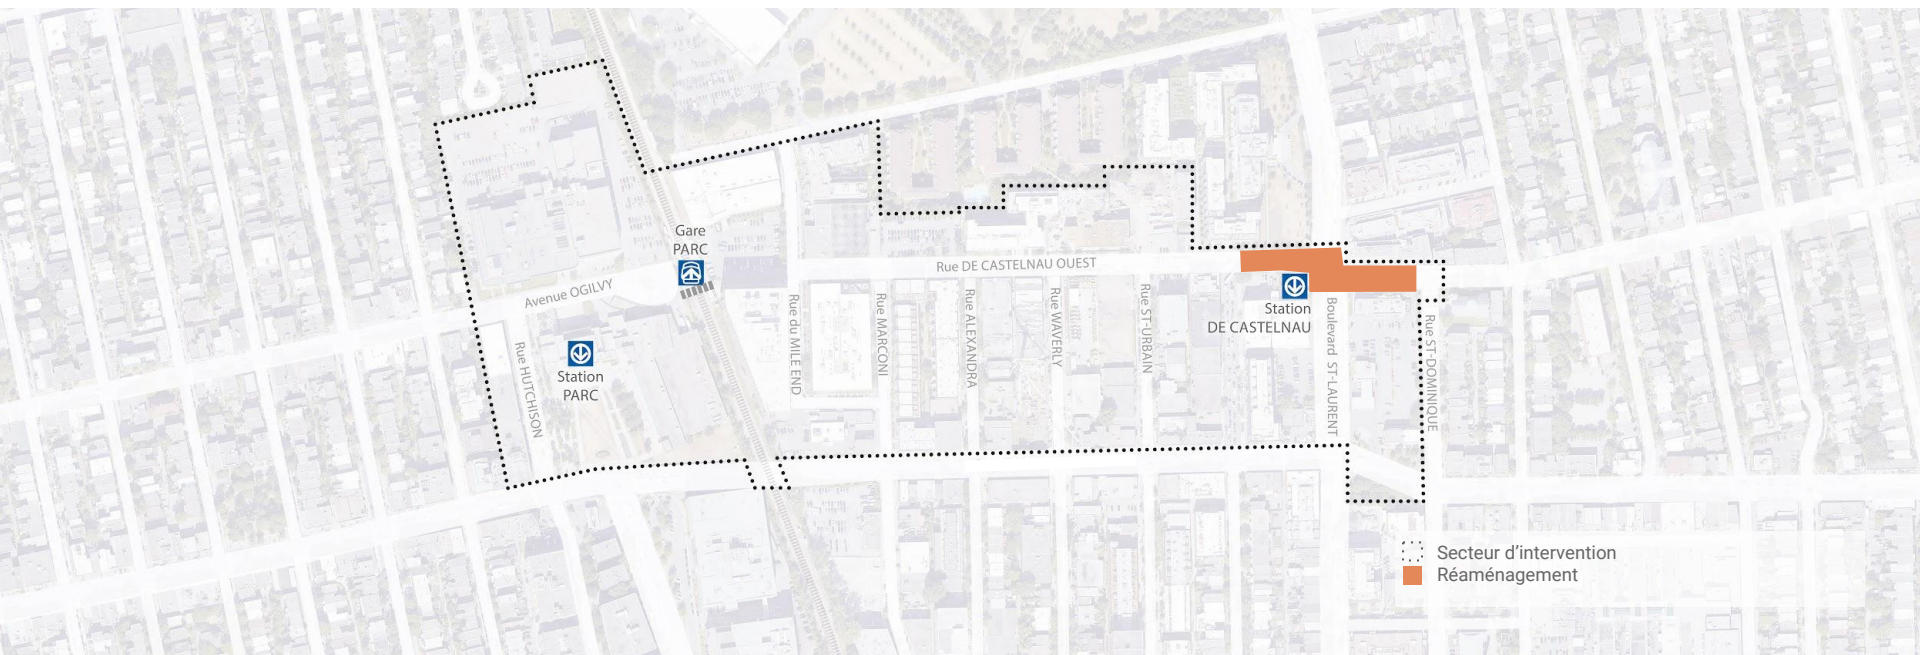 Gare
PARC
Avenue OGILVY
Rue DE CASTELNAU OUEST
Station
PARC
Rue HUTCHISON
Rue du MILE END
Rue MARCONI
Rue ALEXANDRA
Rue WAVERLY
Rue ST-URBAIN
Station
DE CASTELNAU
Boulevard ST-LAURENT
Rue ST-DOMINIQUE
Secteur d’intervention
Réaménagement